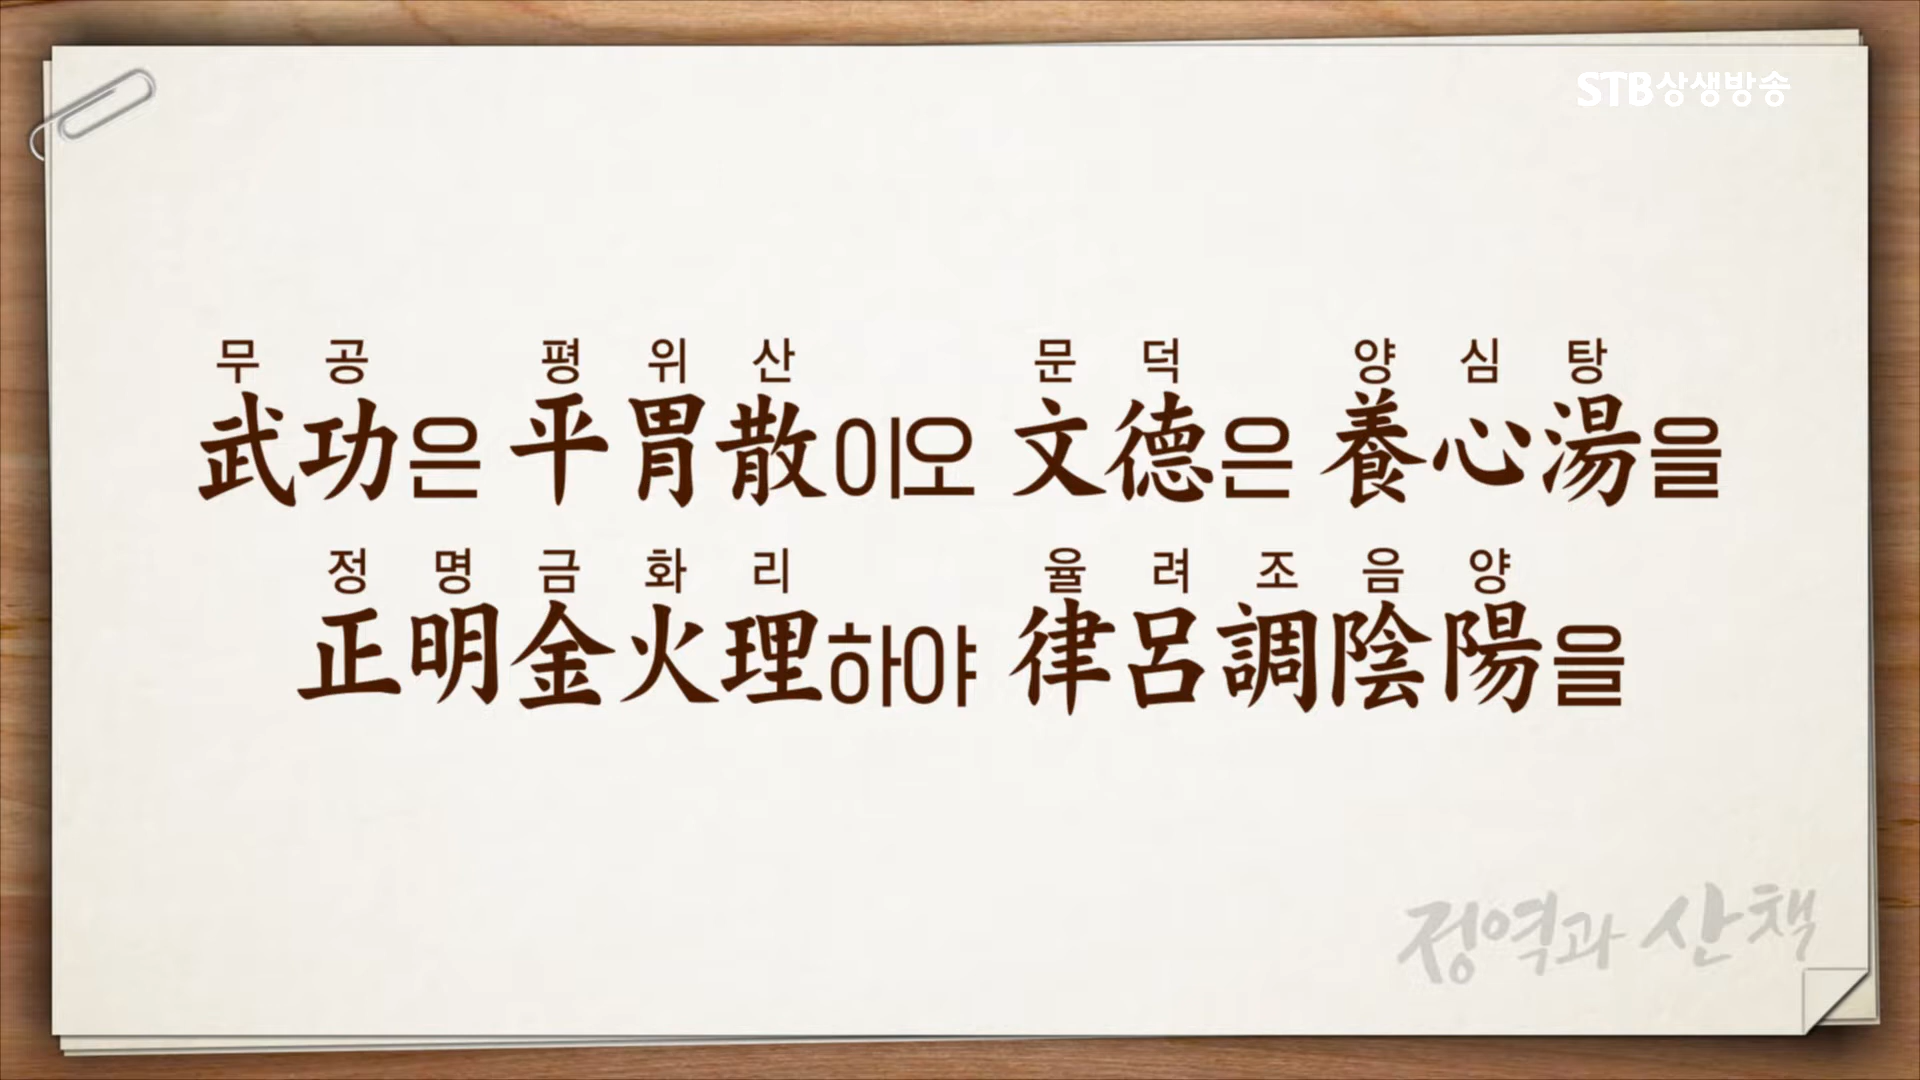 STB상생방송
무 공 평 위 산 문 덕 양 심 탕
武功은 平胃散이오 文德은 養心湯을
정 명 금 화 리 율 려 조 음 양
正明金火理하야 律呂調陰陽을
정역과 산책